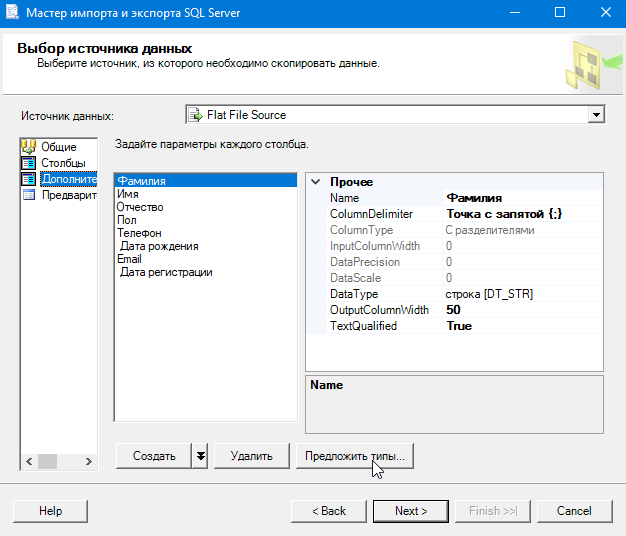 Мастер импорта и экспорта SQL Server
Выбор источника данных
Выберите источник, из которого необходимо скопировать данные.
Источник данных: Flat File Source
Общие
Столбцы
Дополните
Предварит
Задайте параметры каждого столбца.
Фамилия
Имя
Отчество
Пол
Телефон
Дата рождения
Email
Дата регистрации
Прочее
Name Фамилия
ColumnDelimiter Точка с запятой {;}
ColumnType С разделителями
InputColumnWidth 0
DataPrecision 0
DataScale 0
DataType строка [DT_STR]
OutputColumnWidth 50
TextQualified True
Name
Создать Удалить Предложить типы...
Help < Back Next > Finish >>| Cancel